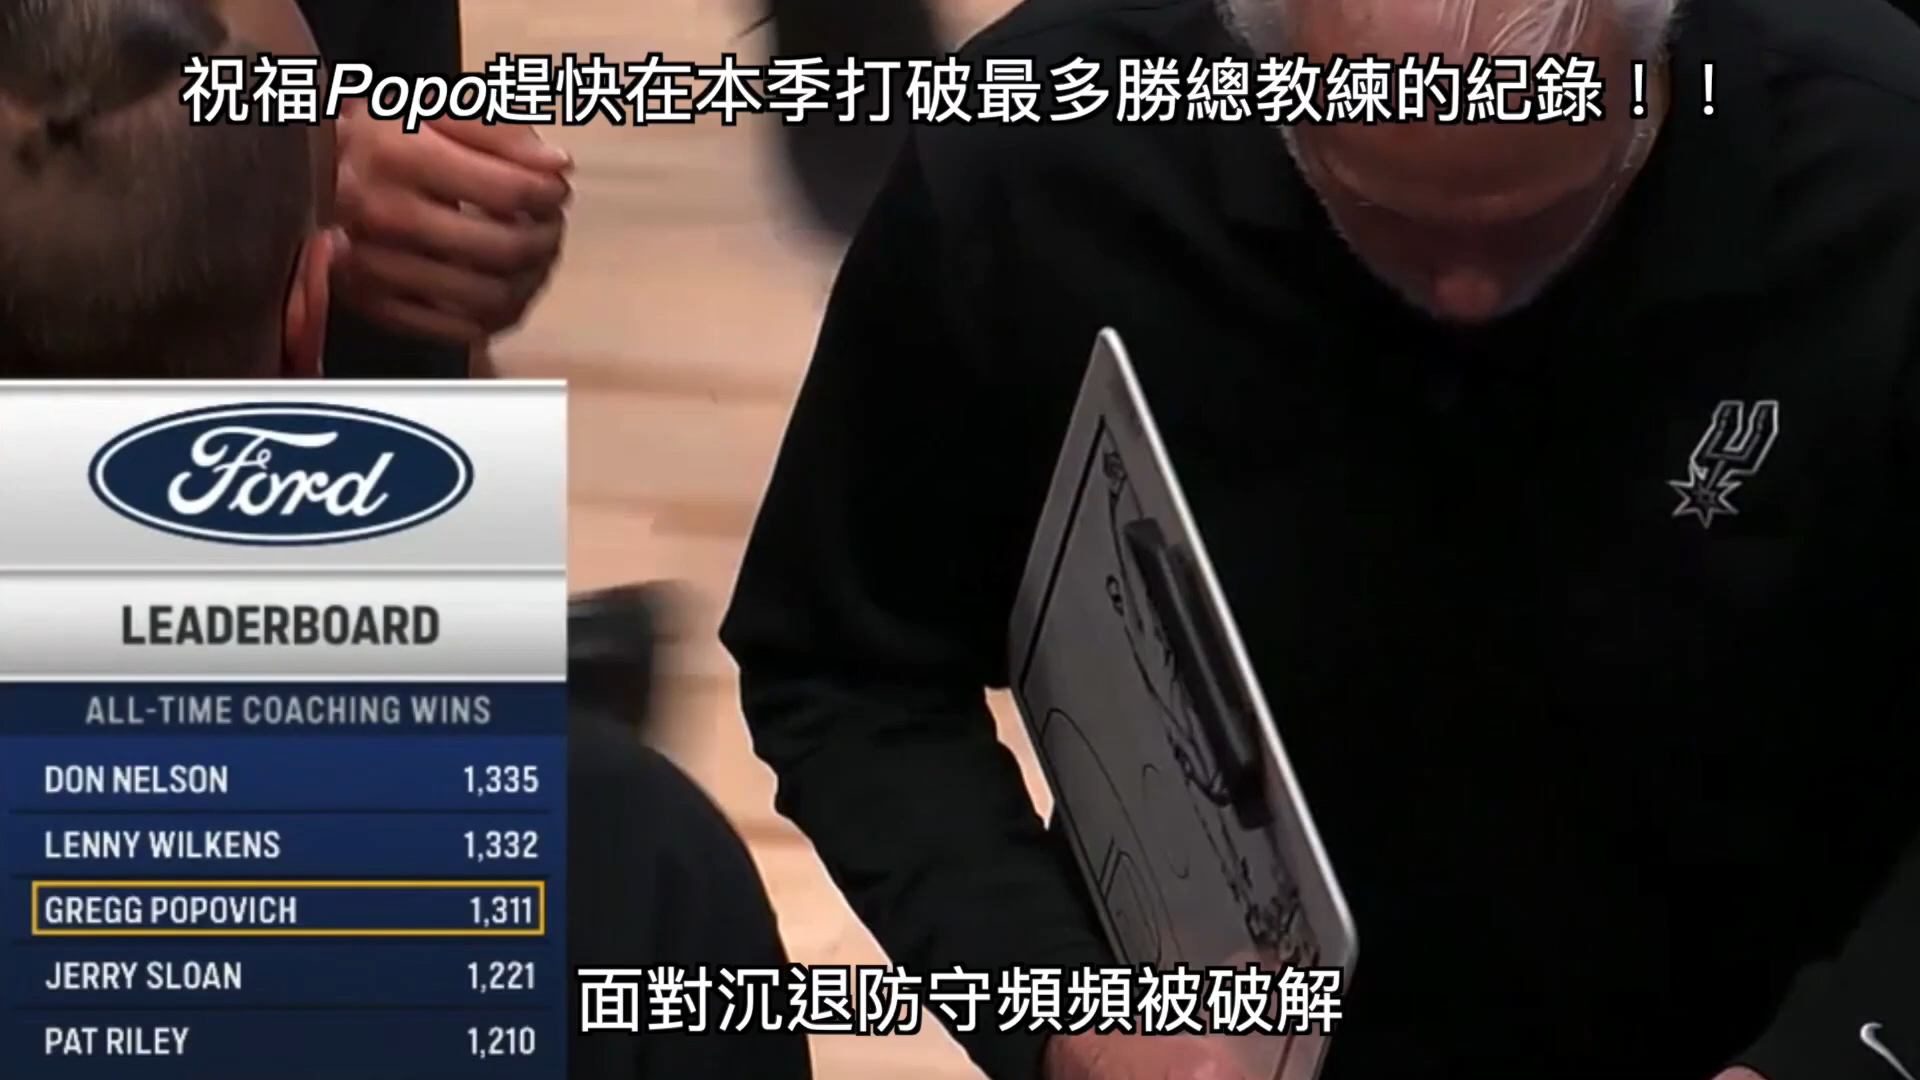 祝福Popo趕快在本季打破最多勝總教練的紀錄！！
Ford
LEADERBOARD
ALL-TIME COACHING WINS
DON NELSON 1,335
LENNY WILKENS 1,332
GREGG POPOVICH 1,311
JERRY SLOAN 1,221
PAT RILEY 1,210
面對沉退防守頻頻被破解